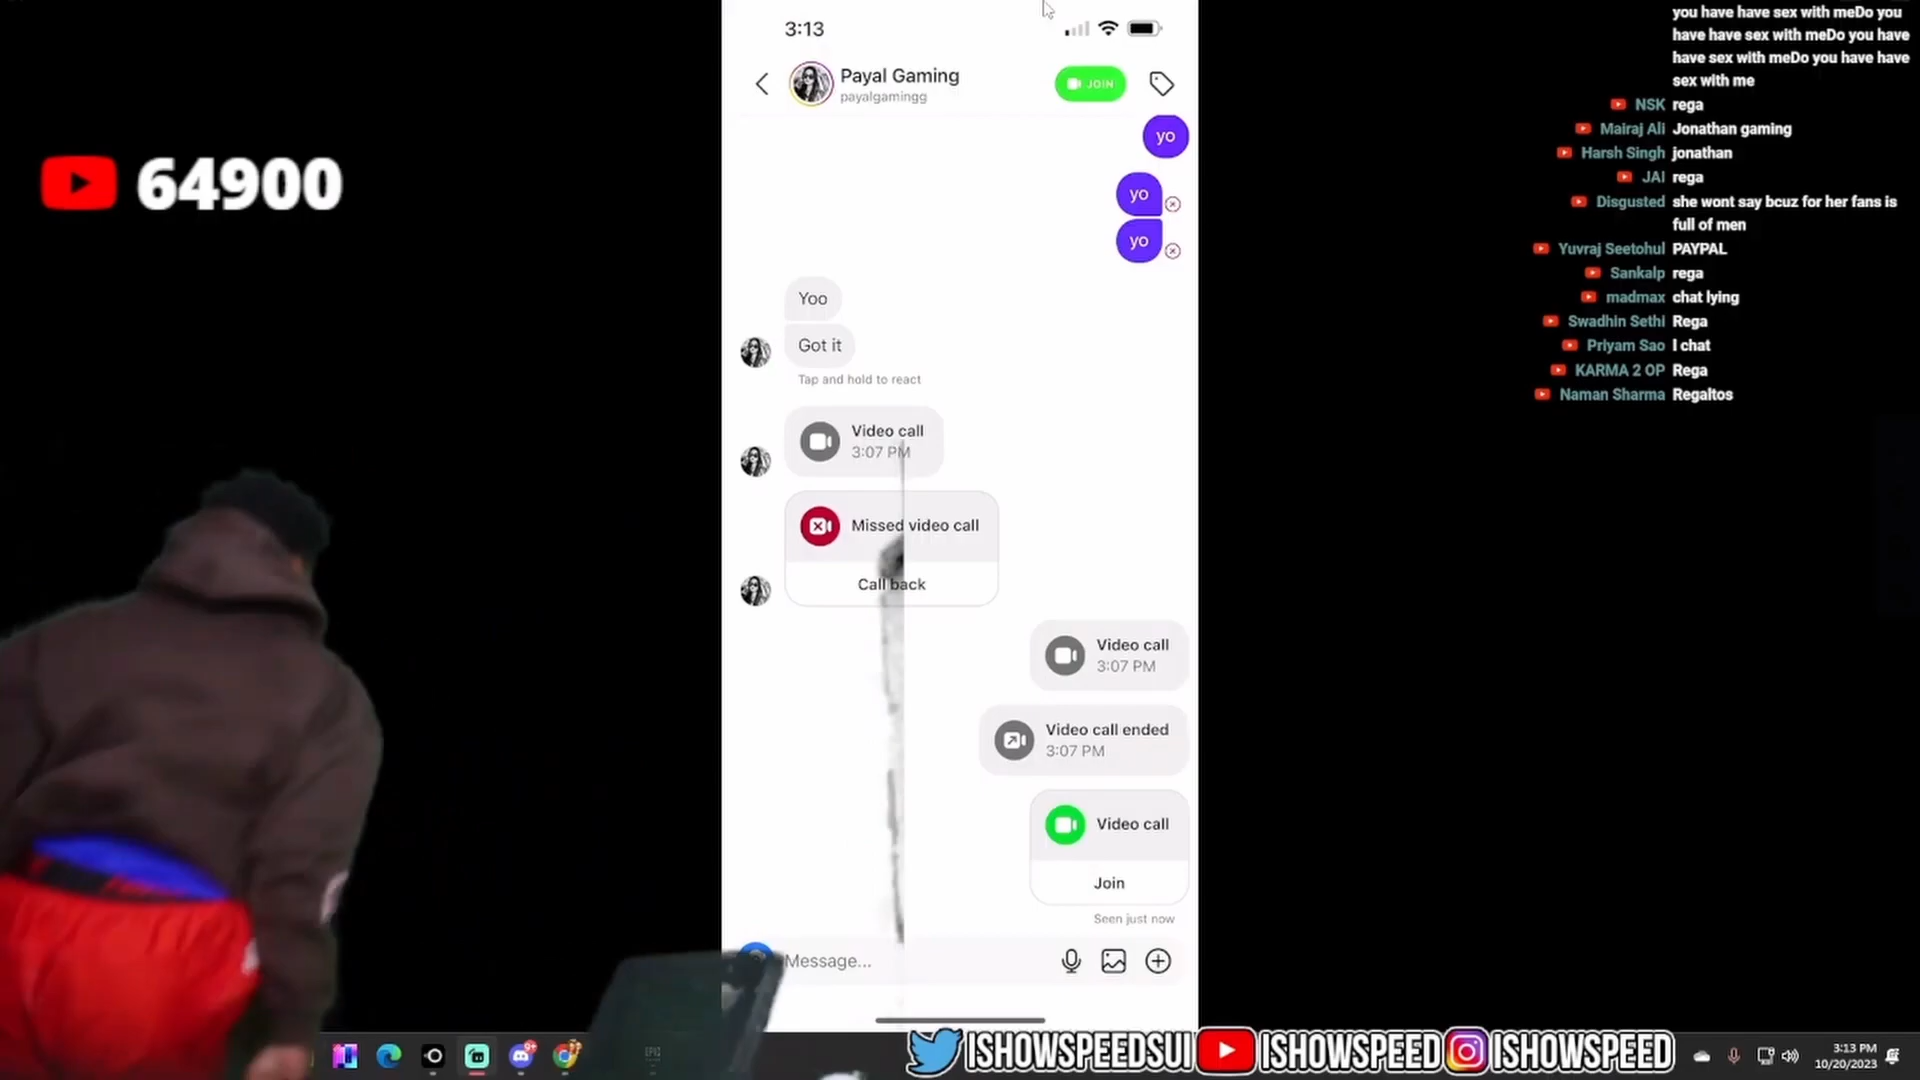 64900
3:13
Payal Gaming
payalgamingg
JOIN
yo
yo
yo
Yoo
Got it
Tap and hold to react
Video call
3:07 PM
Missed video call
Call back
Video call
3:07 PM
Video call ended
3:07 PM
Video call
Join
Seen just now
Message...
you have have sex with meDo you
have have sex with meDo you have
have sex with meDo you have have
sex with me
NSK rega
Mairaj Ali Jonathan gaming
Harsh Singh jonathan
JAI rega
Disgusted she wont say bcuz for her fans is
full of men
Yuvraj Seetohul PAYPAL
Sankalp rega
madmax chat lying
Swadhin Sethi Rega
Priyam Sao I chat
KARMA 2 OP Rega
Naman Sharma Regaltos
EPIC
ISHOWSPEEDSUI
ISHOWSPEED
ISHOWSPEED
3:13 PM
10/20/2023